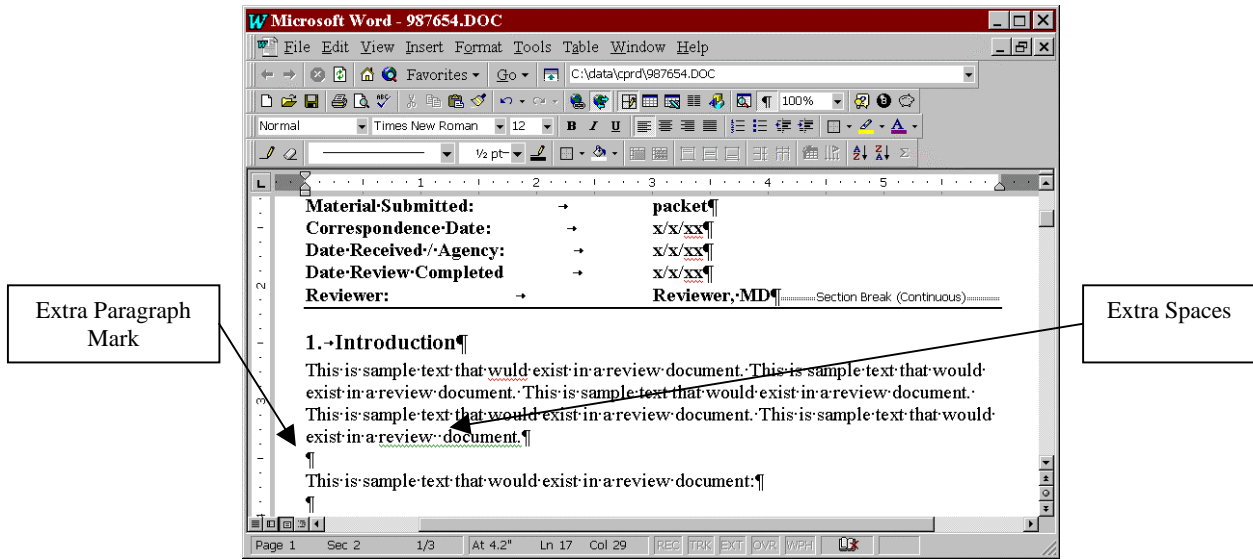 Microsoft Word - 987654.DOC
File Edit View Insert Format Tools Table Window Help
Favorites Go C:\data\cprd\987654.DOC
100%
Normal Times New Roman 12 B I U
½ pt
1 2 3 4 5
Material·Submitted: → packet¶
Correspondence·Date: → x/x/xx¶
Date·Received·/·Agency: → x/x/xx¶
Date·Review·Completed → x/x/xx¶
Reviewer: → Reviewer,·MD¶ Section Break (Continuous)
Extra Paragraph
Mark
Extra Spaces
1.→Introduction¶
This·is·sample·text·that·wuld·exist·in·a·review·document.·This·is·sample·text·that·would·
exist·in·a·review·document.·This·is·sample·text·that·would·exist·in·a·review·document.·
This·is·sample·text·that·would·exist·in·a·review·document.·This·is·sample·text·that·would·
exist·in·a·review··document.¶
¶
This·is·sample·text·that·would·exist·in·a·review·document:¶
¶
Page 1 Sec 2 1/3 At 4.2" Ln 17 Col 29 REC TRK EXT OVR WPH